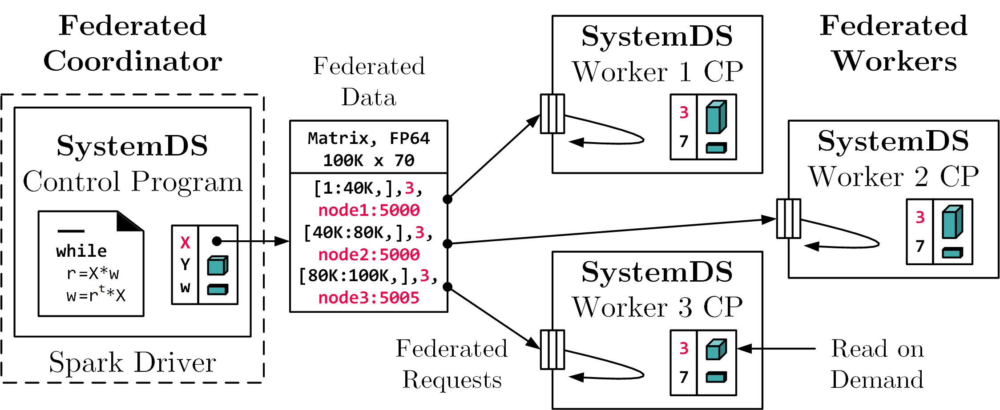 Federated
Coordinator
SystemDS
Control Program
while
r=X*w
w=rᵗ*X
X
Y
w
Spark Driver
Federated
Data
Matrix, FP64
100K x 70
[1:40K,],3,
node1:5000
[40K:80K,],3,
node2:5000
[80K:100K,],3,
node3:5005
Federated
Requests
SystemDS
Worker 1 CP
3
7
Federated
Workers
SystemDS
Worker 2 CP
3
7
SystemDS
Worker 3 CP
3
7
Read on
Demand